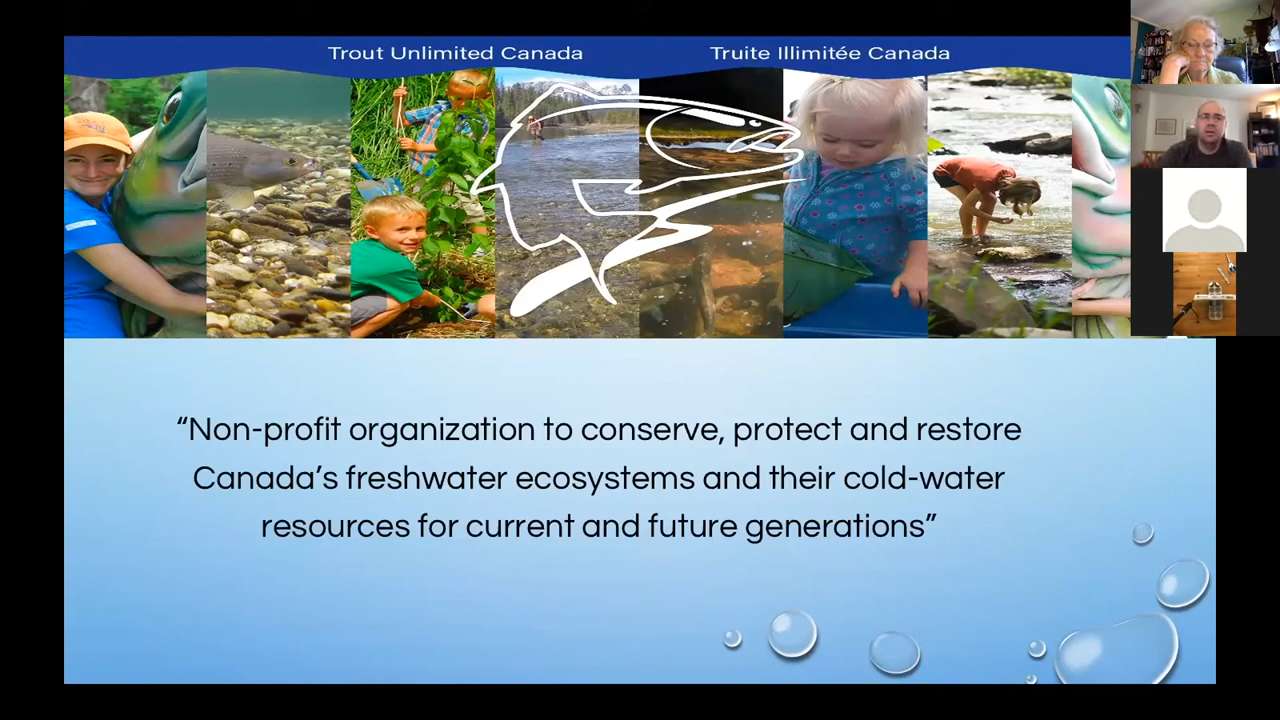 Trout Unlimited Canada
Truite Illimitée Canada
“Non-profit organization to conserve, protect and restore
Canada’s freshwater ecosystems and their cold-water
resources for current and future generations”